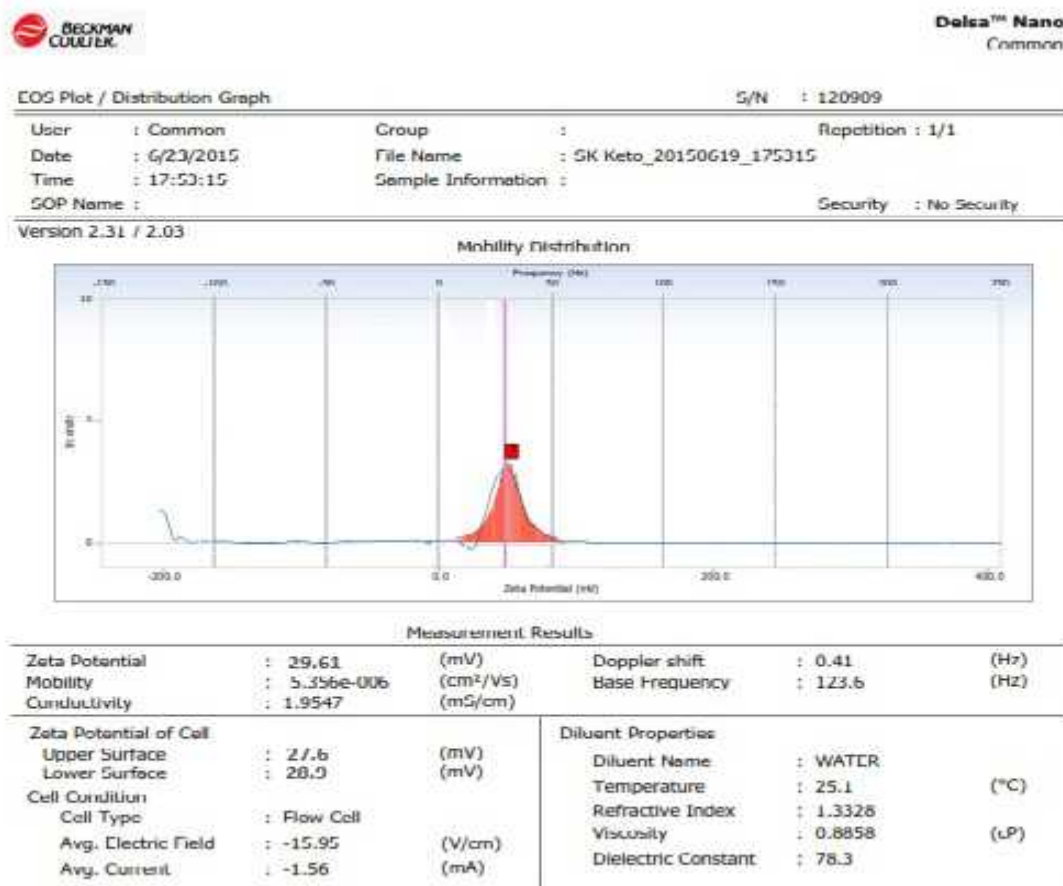 BECKMAN
COULTER
Delsa™ Nano
Common
EOS Plot / Distribution Graph S/N : 120909
User : Common Group : Repetition : 1/1
Date : 6/23/2015 File Name : SK Keto_20150619_175315
Time : 17:53:15 Sample Information :
SOP Name : Security : No Security
Version 2.31 / 2.03
Mobility Distribution
Frequency (Hz)
-100 0 50 100 150
10
0
-200.0 0.0 200.0 400.0
Zeta Potential (mV)
Measurement Results
Zeta Potential : 29.61 (mV) Doppler shift : 0.41 (Hz)
Mobility : 5.356e-006 (cm²/Vs) Base Frequency : 123.6 (Hz)
Conductivity : 1.9547 (mS/cm)
Zeta Potential of Cell Diluent Properties
Upper Surface : 27.6 (mV) Diluent Name : WATER
Lower Surface : 28.9 (mV) Temperature : 25.1 (°C)
Cell Condition Refractive Index : 1.3328
Cell Type : Flow Cell Viscosity : 0.8858 (cP)
Avg. Electric Field : -15.95 (V/cm) Dielectric Constant : 78.3
Avg. Current : -1.56 (mA)